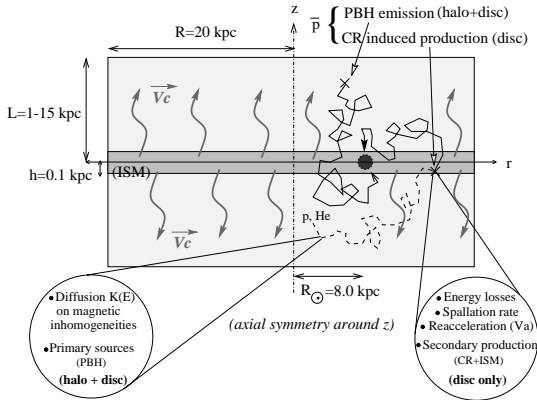 z
p̄ { PBH emission (halo+disc)
CR induced production (disc)
R=20 kpc
Vc
L=1-15 kpc
h=0.1 kpc
(ISM)
r
p, He
Vc
R☉=8.0 kpc
(axial symmetry around z)
•Diffusion K(E)
on magnetic
inhomogeneities
•Primary sources
(PBH)
(halo + disc)
• Energy losses
• Spallation rate
• Reacceleration (Va)
• Secondary production
(CR+ISM)
(disc only)